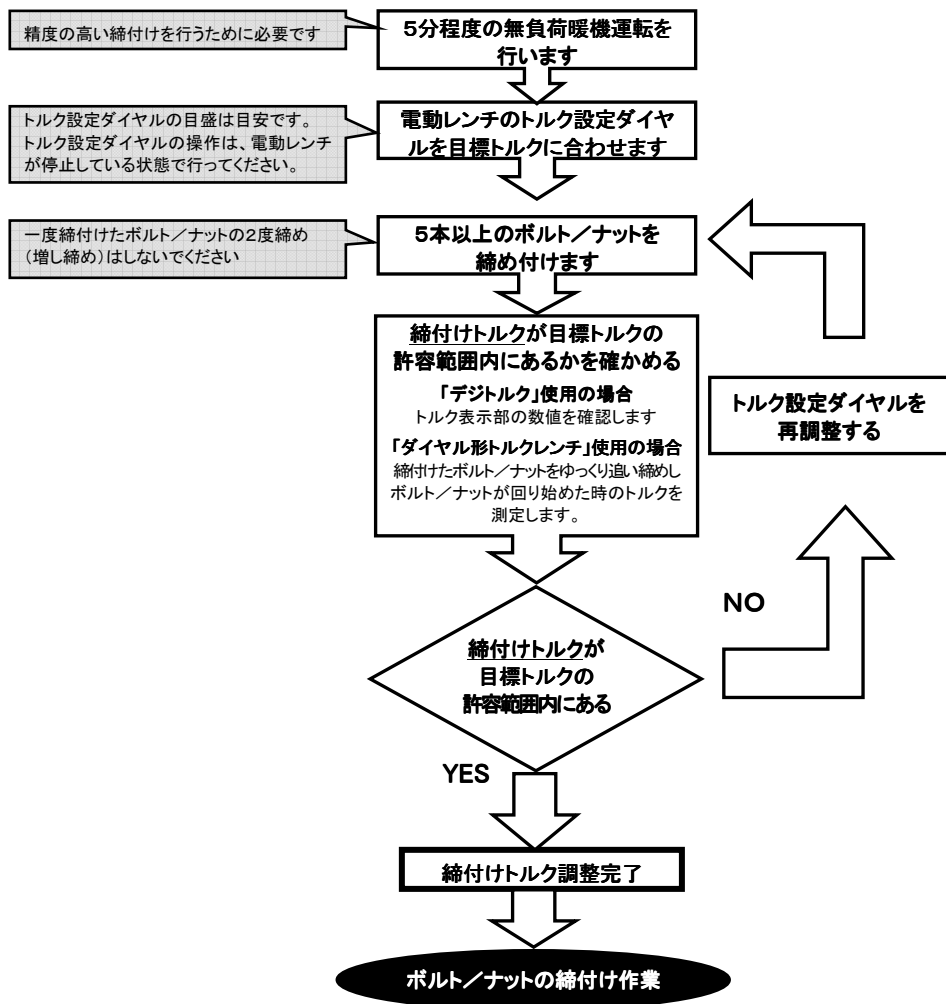 精度の高い締付けを行うために必要です
5分程度の無負荷暖機運転を
行います
トルク設定ダイヤルの目盛は目安です。
トルク設定ダイヤルの操作は、電動レンチ
が停止している状態で行ってください。
電動レンチのトルク設定ダイヤ
ルを目標トルクに合わせます
一度締付けたボルト／ナットの2度締め
（増し締め）はしないでください
5本以上のボルト／ナットを
締め付けます
締付けトルクが目標トルクの
許容範囲内にあるかを確かめる
「デジトルク」使用の場合
トルク表示部の数値を確認します
「ダイヤル形トルクレンチ」使用の場合
締付けたボルト／ナットをゆっくり追い締めし
ボルト／ナットが回り始めた時のトルクを
測定します。
トルク設定ダイヤルを
再調整する
NO
締付けトルクが
目標トルクの
許容範囲内にある
YES
締付けトルク調整完了
ボルト／ナットの締付け作業